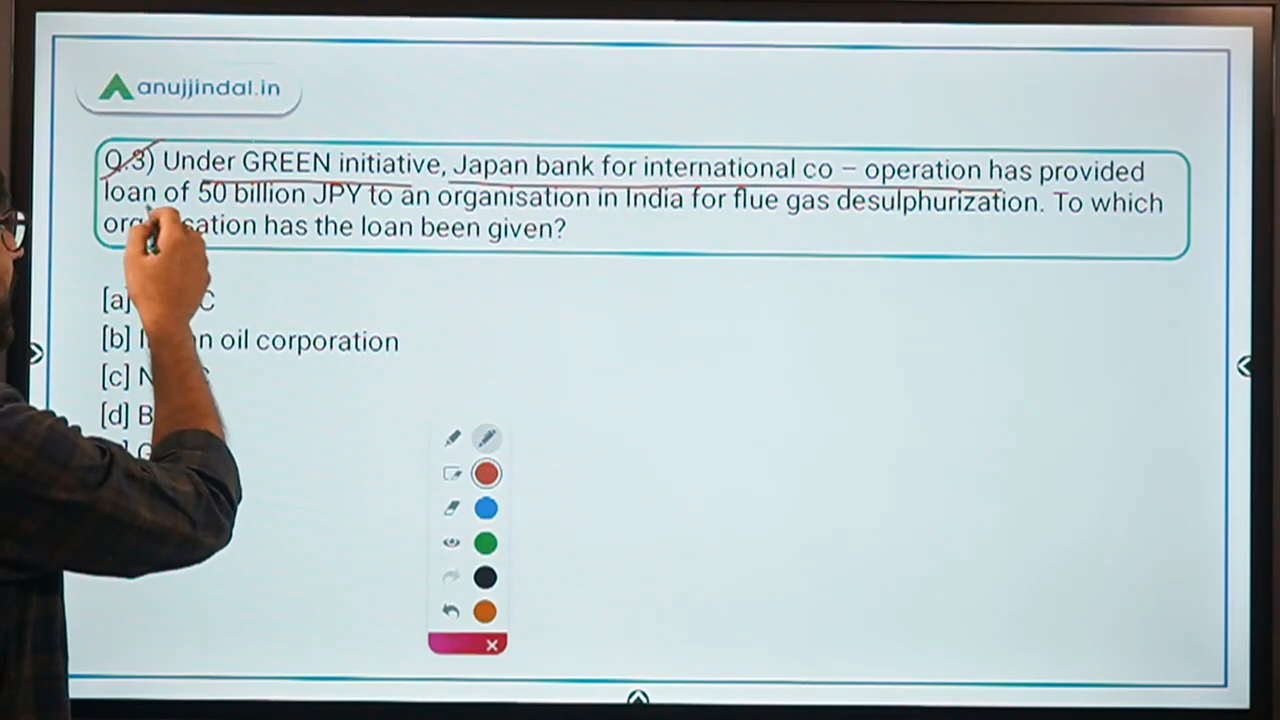 anujjindal.in
Q.3) Under GREEN initiative, Japan bank for international co – operation has provided
loan of 50 billion JPY to an organisation in India for flue gas desulphurization. To which
has the loan been given?
[a]
[b] oil corporation
[c]
[d]